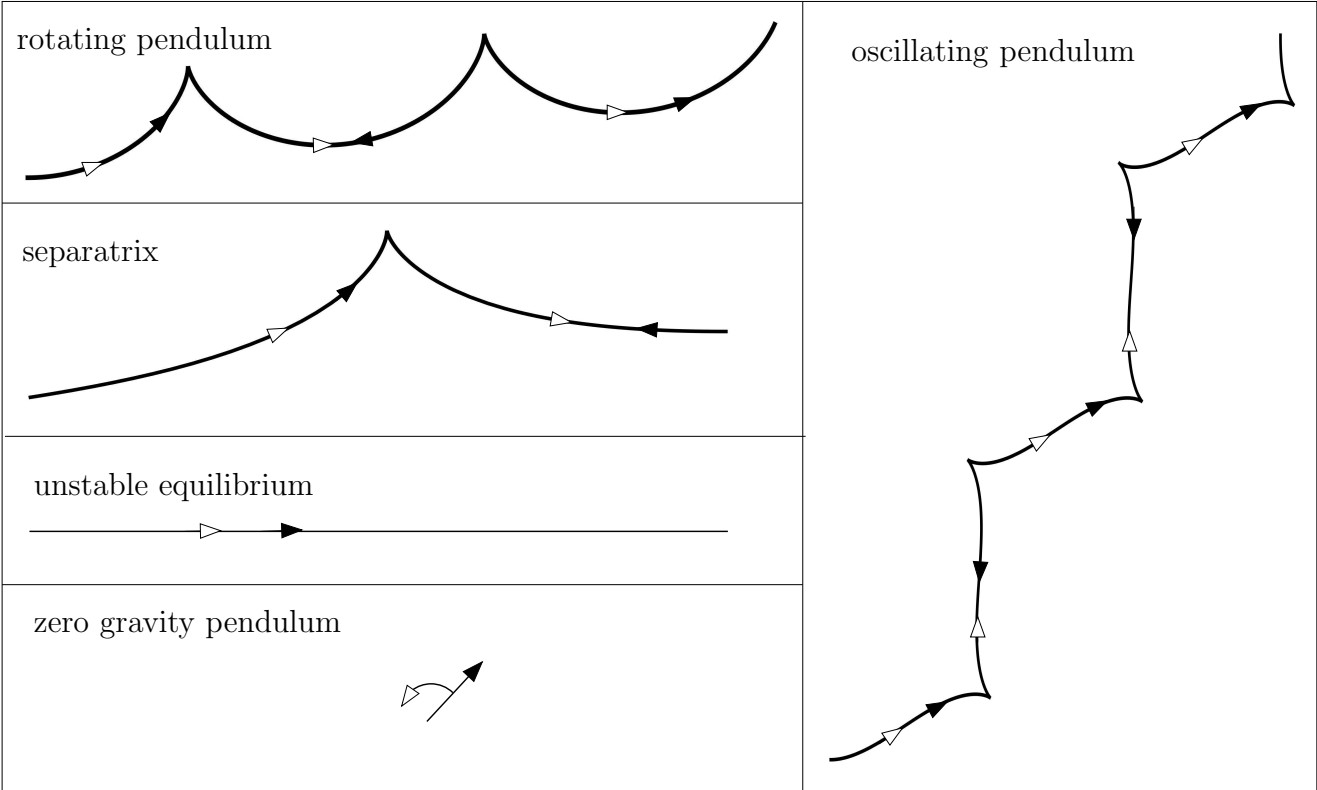 rotating pendulum
oscillating pendulum
separatrix
unstable equilibrium
zero gravity pendulum